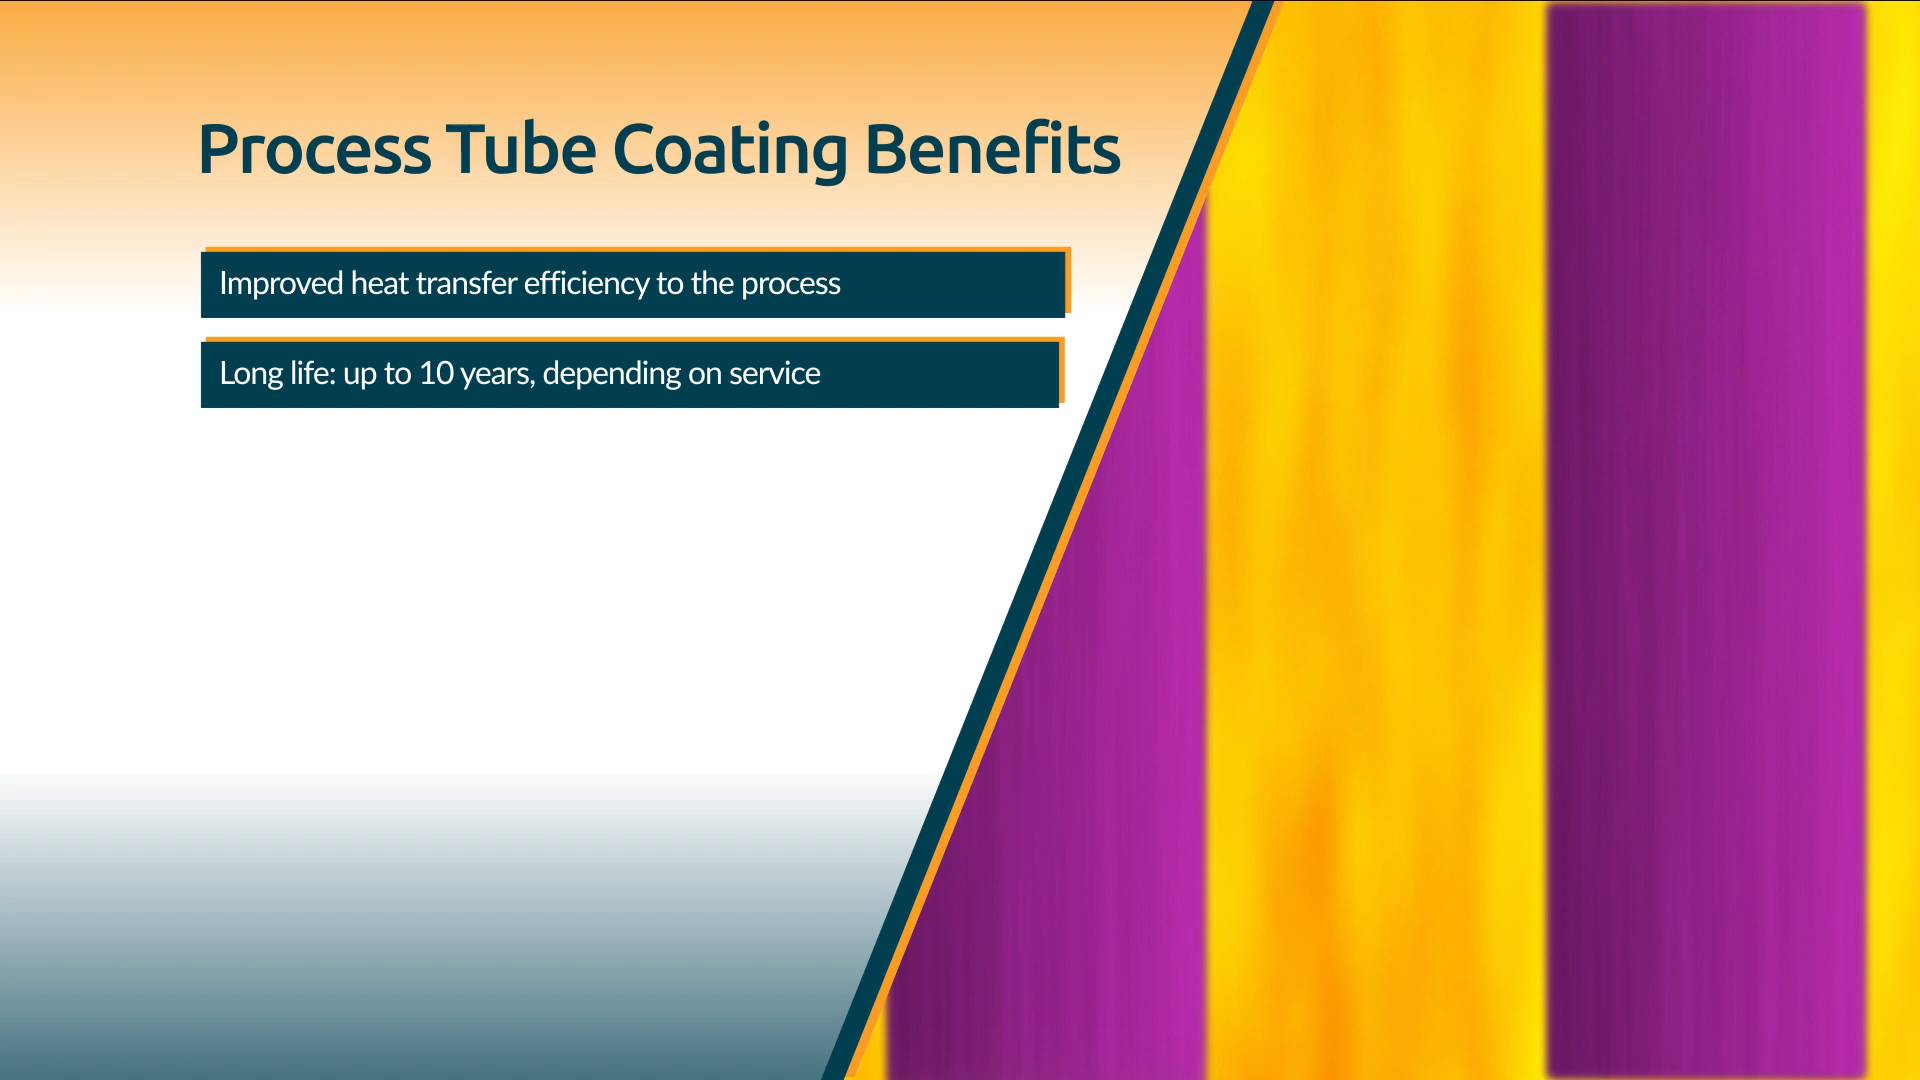 Process Tube Coating Benefits
Improved heat transfer efficiency to the process
Long life: up to 10 years, depending on service